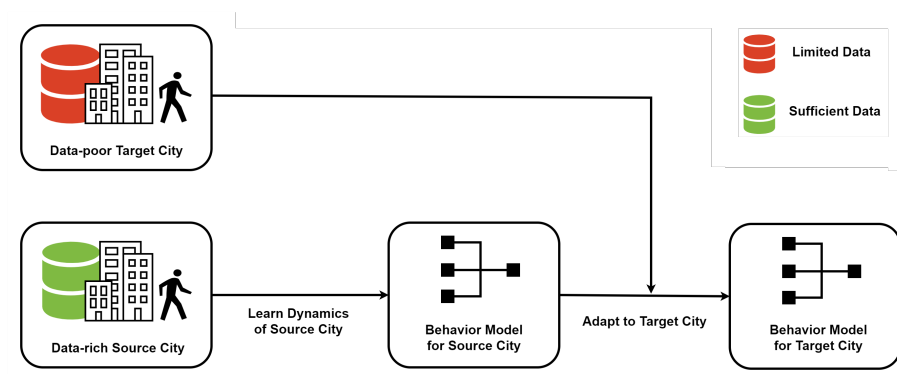 Limited Data
Sufficient Data
Data-poor Target City
Learn Dynamics
of Source City
Data-rich Source City
Behavior Model
for Source City
Adapt to Target City
Behavior Model
for Target City